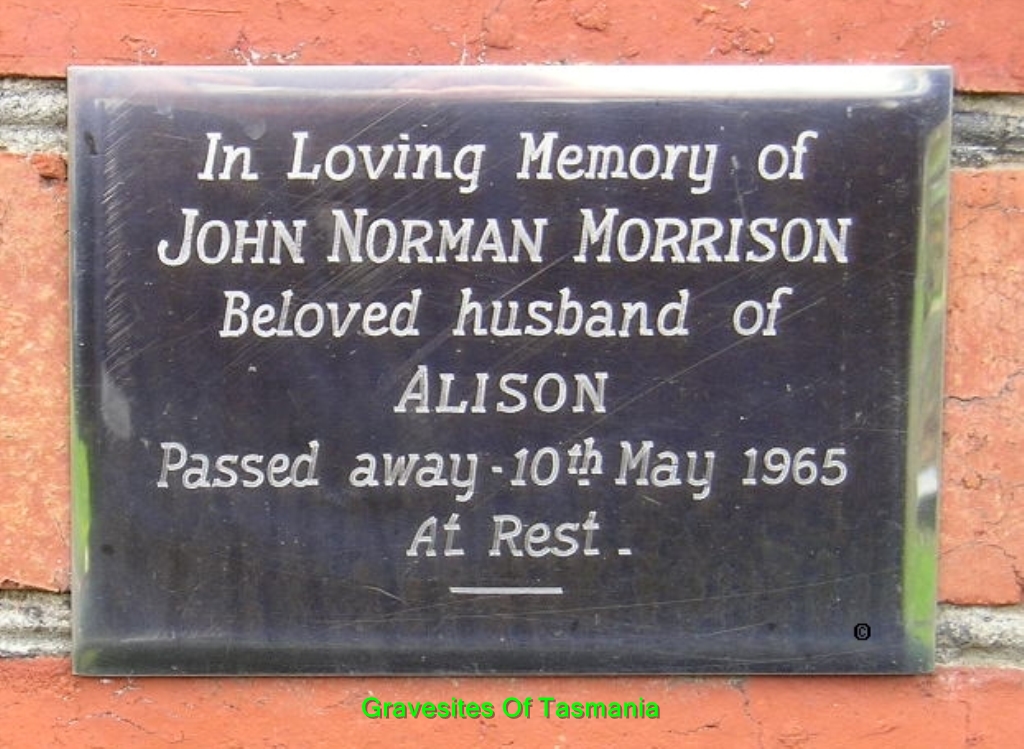 In Loving Memory of
JOHN NORMAN MORRISON
Beloved husband of
ALISON
Passed away - 10th May 1965
At Rest.
©
Gravesites Of Tasmania